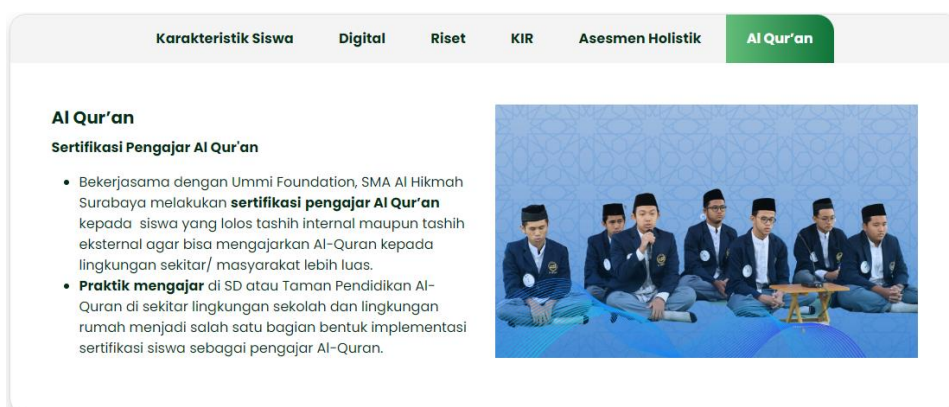 Karakteristik Siswa Digital Riset KIR Asesmen Holistik Al Qur’an
Al Qur’an
Sertifikasi Pengajar Al Qur'an
• Bekerjasama dengan Ummi Foundation, SMA Al Hikmah
Surabaya melakukan sertifikasi pengajar Al Qur’an
kepada siswa yang lolos tashih internal maupun tashih
eksternal agar bisa mengajarkan Al-Quran kepada
lingkungan sekitar/ masyarakat lebih luas.
• Praktik mengajar di SD atau Taman Pendidikan Al-
Quran di sekitar lingkungan sekolah dan lingkungan
rumah menjadi salah satu bagian bentuk implementasi
sertifikasi siswa sebagai pengajar Al-Quran.